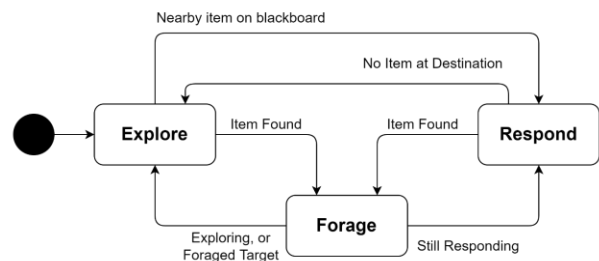 Nearby item on blackboard
No Item at Destination
Explore
Item Found
Item Found
Respond
Forage
Exploring, or
Foraged Target
Still Responding